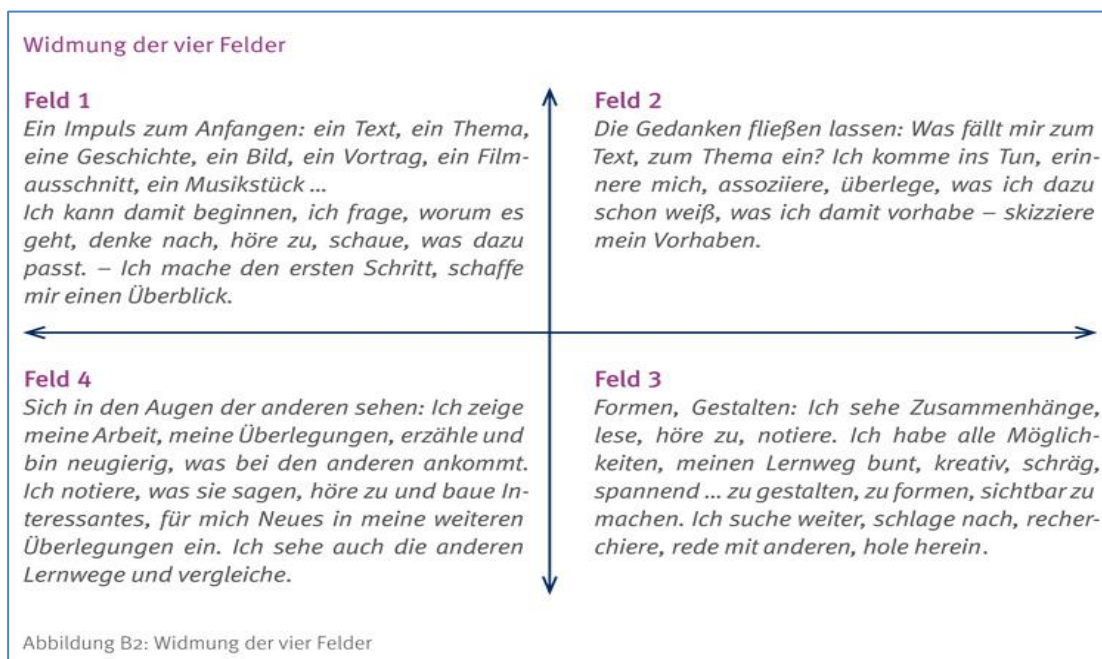 Widmung der vier Felder
Feld 1
Ein Impuls zum Anfangen: ein Text, ein Thema,
eine Geschichte, ein Bild, ein Vortrag, ein Film-
ausschnitt, ein Musikstück ...
Ich kann damit beginnen, ich frage, worum es
geht, denke nach, höre zu, schaue, was dazu
passt. – Ich mache den ersten Schritt, schaffe
mir einen Überblick.
Feld 2
Die Gedanken fließen lassen: Was fällt mir zum
Text, zum Thema ein? Ich komme ins Tun, erin-
nere mich, assoziiere, überlege, was ich dazu
schon weiß, was ich damit vorhabe – skizziere
mein Vorhaben.
Feld 4
Sich in den Augen der anderen sehen: Ich zeige
meine Arbeit, meine Überlegungen, erzähle und
bin neugierig, was bei den anderen ankommt.
Ich notiere, was sie sagen, höre zu und baue In-
teressantes, für mich Neues in meine weiteren
Überlegungen ein. Ich sehe auch die anderen
Lernwege und vergleiche.
Feld 3
Formen, Gestalten: Ich sehe Zusammenhänge,
lese, höre zu, notiere. Ich habe alle Möglich-
keiten, meinen Lernweg bunt, kreativ, schräg,
spannend ... zu gestalten, zu formen, sichtbar zu
machen. Ich suche weiter, schlage nach, recher-
chiere, rede mit anderen, hole herein.
Abbildung B2: Widmung der vier Felder